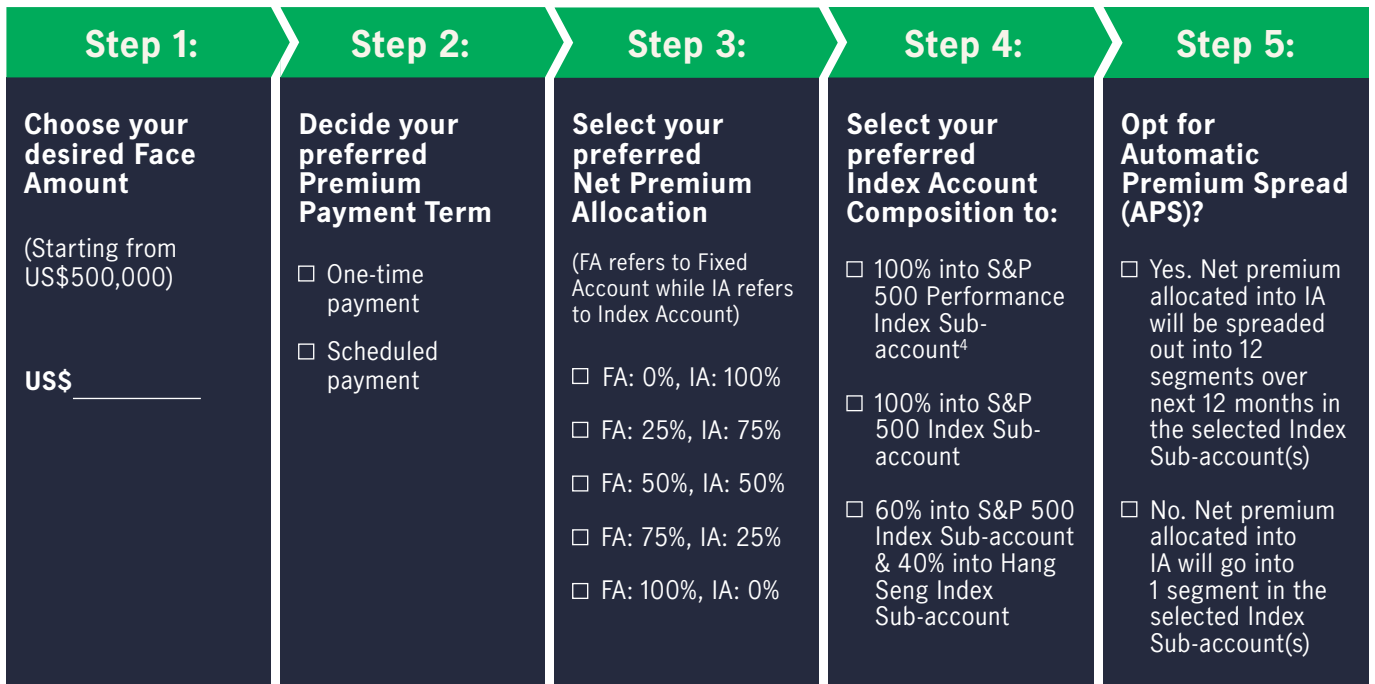 Step 1:
Choose your
desired Face
Amount
(Starting from
US$500,000)
US$
Step 2:
Decide your
preferred
Premium
Payment Term
☐ One-time
payment
☐ Scheduled
payment
Step 3:
Select your
preferred
Net Premium
Allocation
(FA refers to Fixed
Account while IA refers
to Index Account)
☐ FA: 0%, IA: 100%
☐ FA: 25%, IA: 75%
☐ FA: 50%, IA: 50%
☐ FA: 75%, IA: 25%
☐ FA: 100%, IA: 0%
Step 4:
Select your
preferred
Index Account
Composition to:
☐ 100% into S&P
500 Performance
Index Sub-
account⁴
☐ 100% into S&P
500 Index Sub-
account
☐ 60% into S&P 500
Index Sub-account
& 40% into Hang
Seng Index
Sub-account
Step 5:
Opt for
Automatic
Premium Spread
(APS)?
☐ Yes. Net premium
allocated into IA
will be spreaded
out into 12
segments over
next 12 months in
the selected Index
Sub-account(s)
☐ No. Net premium
allocated into
IA will go into
1 segment in the
selected Index
Sub-account(s)